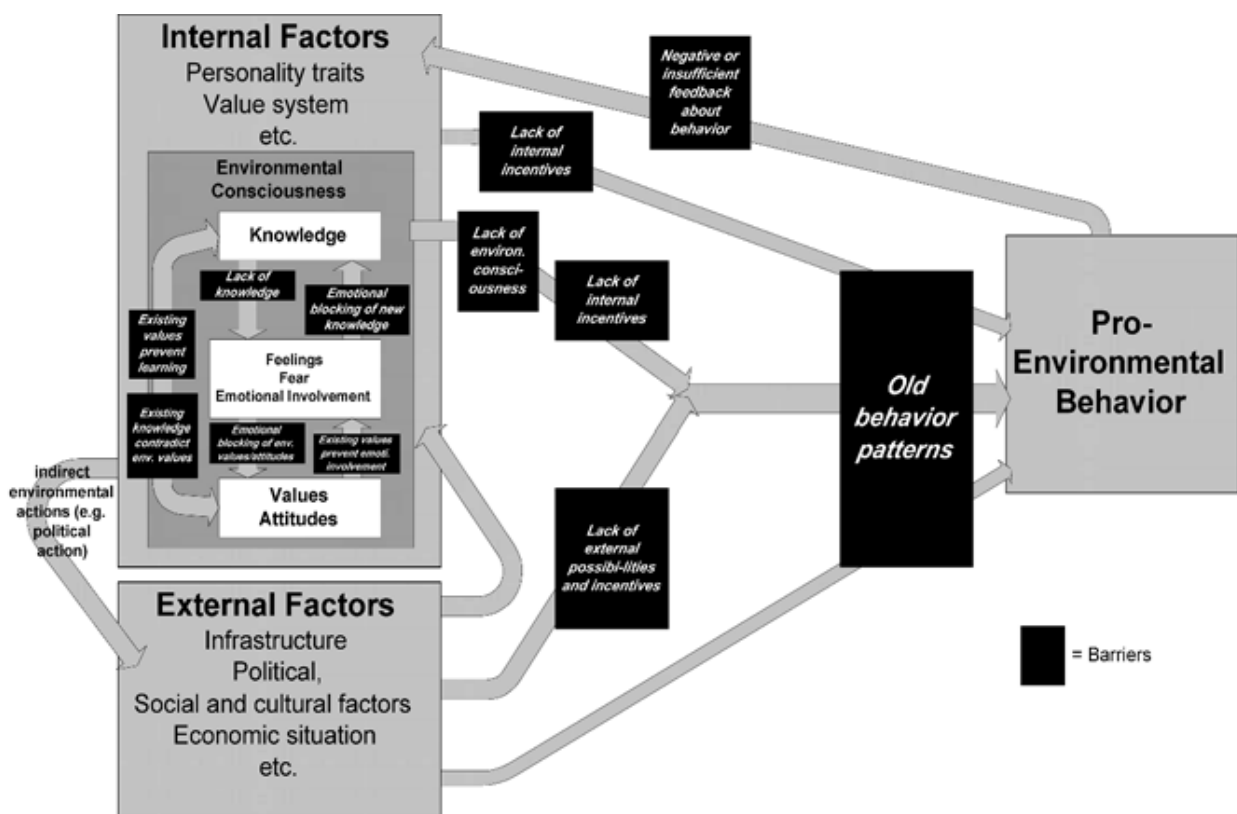 Internal Factors
Personality traits
Value system
etc.
Environmental
Consciousness
Knowledge
Lack of
knowledge
Emotional
blocking of new
knowledge
Existing
values
prevent
learning
Feelings
Fear
Emotional Involvement
Existing
knowledge
contradict
env. values
Emotional
blocking of env.
values/attitudes
Existing values
prevent emoti.
involvement
Values
Attitudes
indirect
environmental
actions (e.g.
political
action)
External Factors
Infrastructure
Political,
Social and cultural factors
Economic situation
etc.
Negative or
insufficient
feedback
about
behavior
Lack of
internal
incentives
Lack of
environ.
consci-
ousness
Lack of
internal
incentives
Lack of
external
possibi-lities
and incentives
Old
behavior
patterns
Pro-
Environmental
Behavior
= Barriers